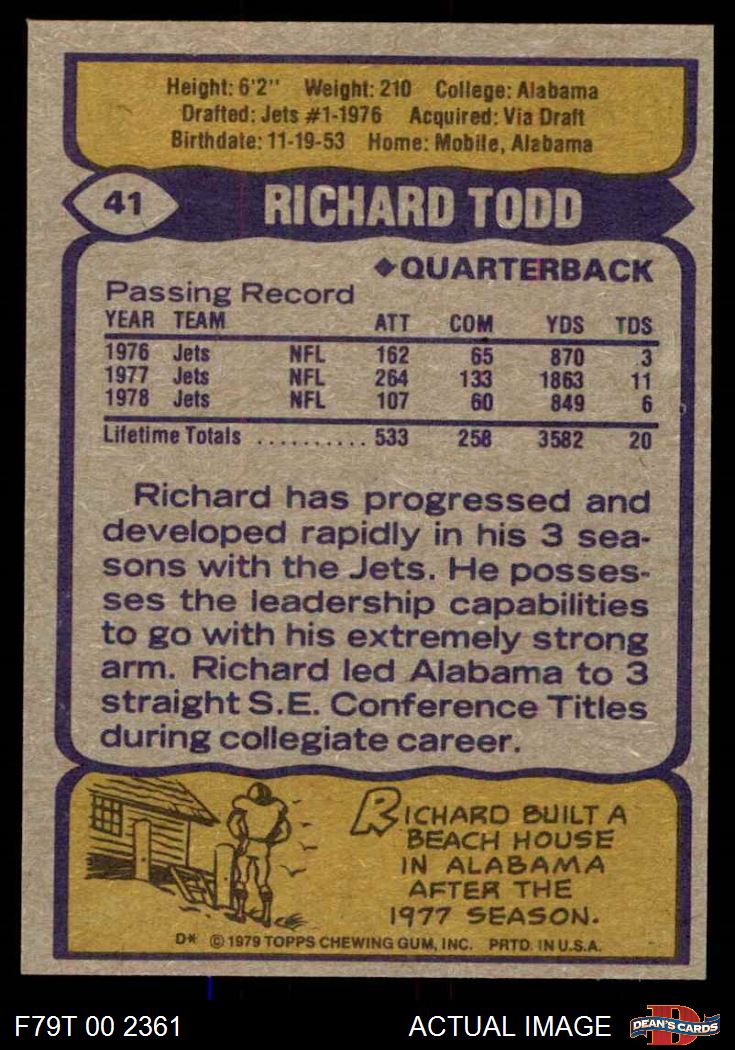 Height: 6'2" Weight: 210 College: Alabama
Drafted: Jets #1-1976 Acquired: Via Draft
Birthdate: 11-19-53 Home: Mobile, Alabama
41 RICHARD TODD
◆QUARTERBACK
Passing Record
YEAR TEAM ATT COM YDS TDS
1976 Jets NFL 162 65 870 3
1977 Jets NFL 264 133 1863 11
1978 Jets NFL 107 60 849 6
Lifetime Totals .......... 533 258 3582 20
Richard has progressed and
developed rapidly in his 3 sea-
sons with the Jets. He posses-
ses the leadership capabilities
to go with his extremely strong
arm. Richard led Alabama to 3
straight S.E. Conference Titles
during collegiate career.
RICHARD BUILT A
BEACH HOUSE
IN ALABAMA
AFTER THE
1977 SEASON.
D* © 1979 TOPPS CHEWING GUM, INC. PRTD. IN U.S.A.
F79T 00 2361 ACTUAL IMAGE D DEAN'S CARDS